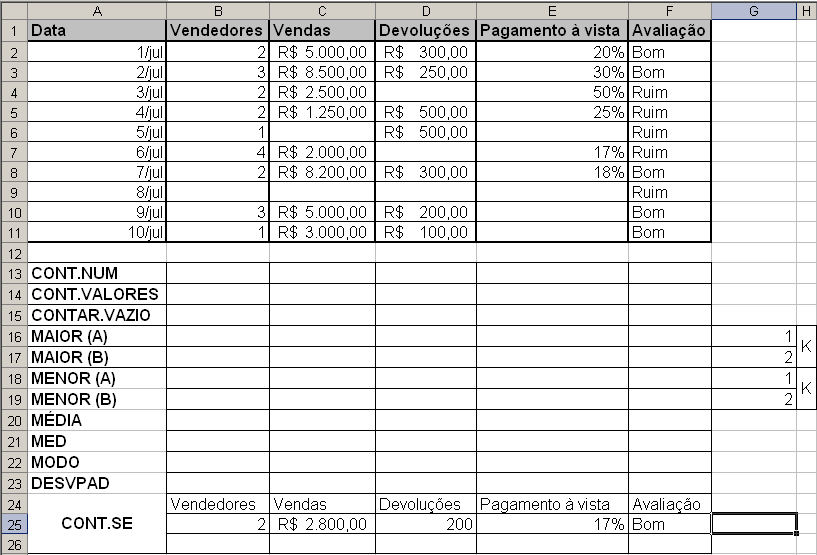 A B C D E F G H
1 Data Vendedores Vendas Devoluções Pagamento à vista Avaliação
2 1/jul 2 R$ 5.000,00 R$ 300,00 20% Bom
3 2/jul 3 R$ 8.500,00 R$ 250,00 30% Bom
4 3/jul 2 R$ 2.500,00 50% Ruim
5 4/jul 2 R$ 1.250,00 R$ 500,00 25% Ruim
6 5/jul 1 R$ 500,00 Ruim
7 6/jul 4 R$ 2.000,00 17% Ruim
8 7/jul 2 R$ 8.200,00 R$ 300,00 18% Bom
9 8/jul Ruim
10 9/jul 3 R$ 5.000,00 R$ 200,00 Bom
11 10/jul 1 R$ 3.000,00 R$ 100,00 Bom
12
13 CONT.NUM
14 CONT.VALORES
15 CONTAR.VAZIO
16 MAIOR (A) 1 K
17 MAIOR (B) 2
18 MENOR (A) 1 K
19 MENOR (B) 2
20 MÉDIA
21 MED
22 MODO
23 DESVPAD
24 Vendedores Vendas Devoluções Pagamento à vista Avaliação
25 CONT.SE 2 R$ 2.800,00 200 17% Bom
26